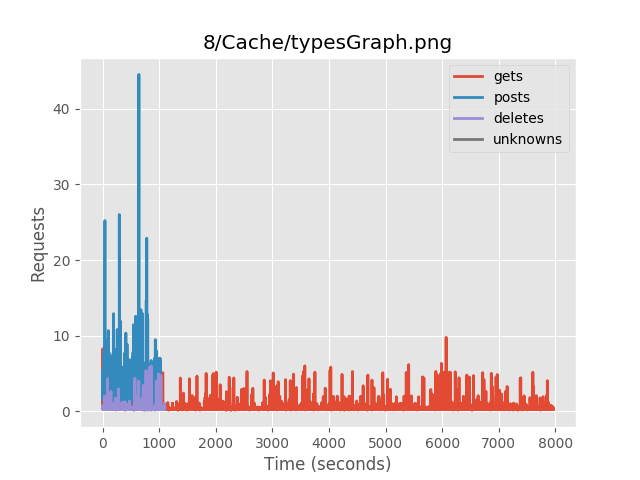 8/Cache/typesGraph.png
gets
posts
deletes
unknowns
Requests
40
30
20
10
0
0 1000 2000 3000 4000 5000 6000 7000 8000
Time (seconds)